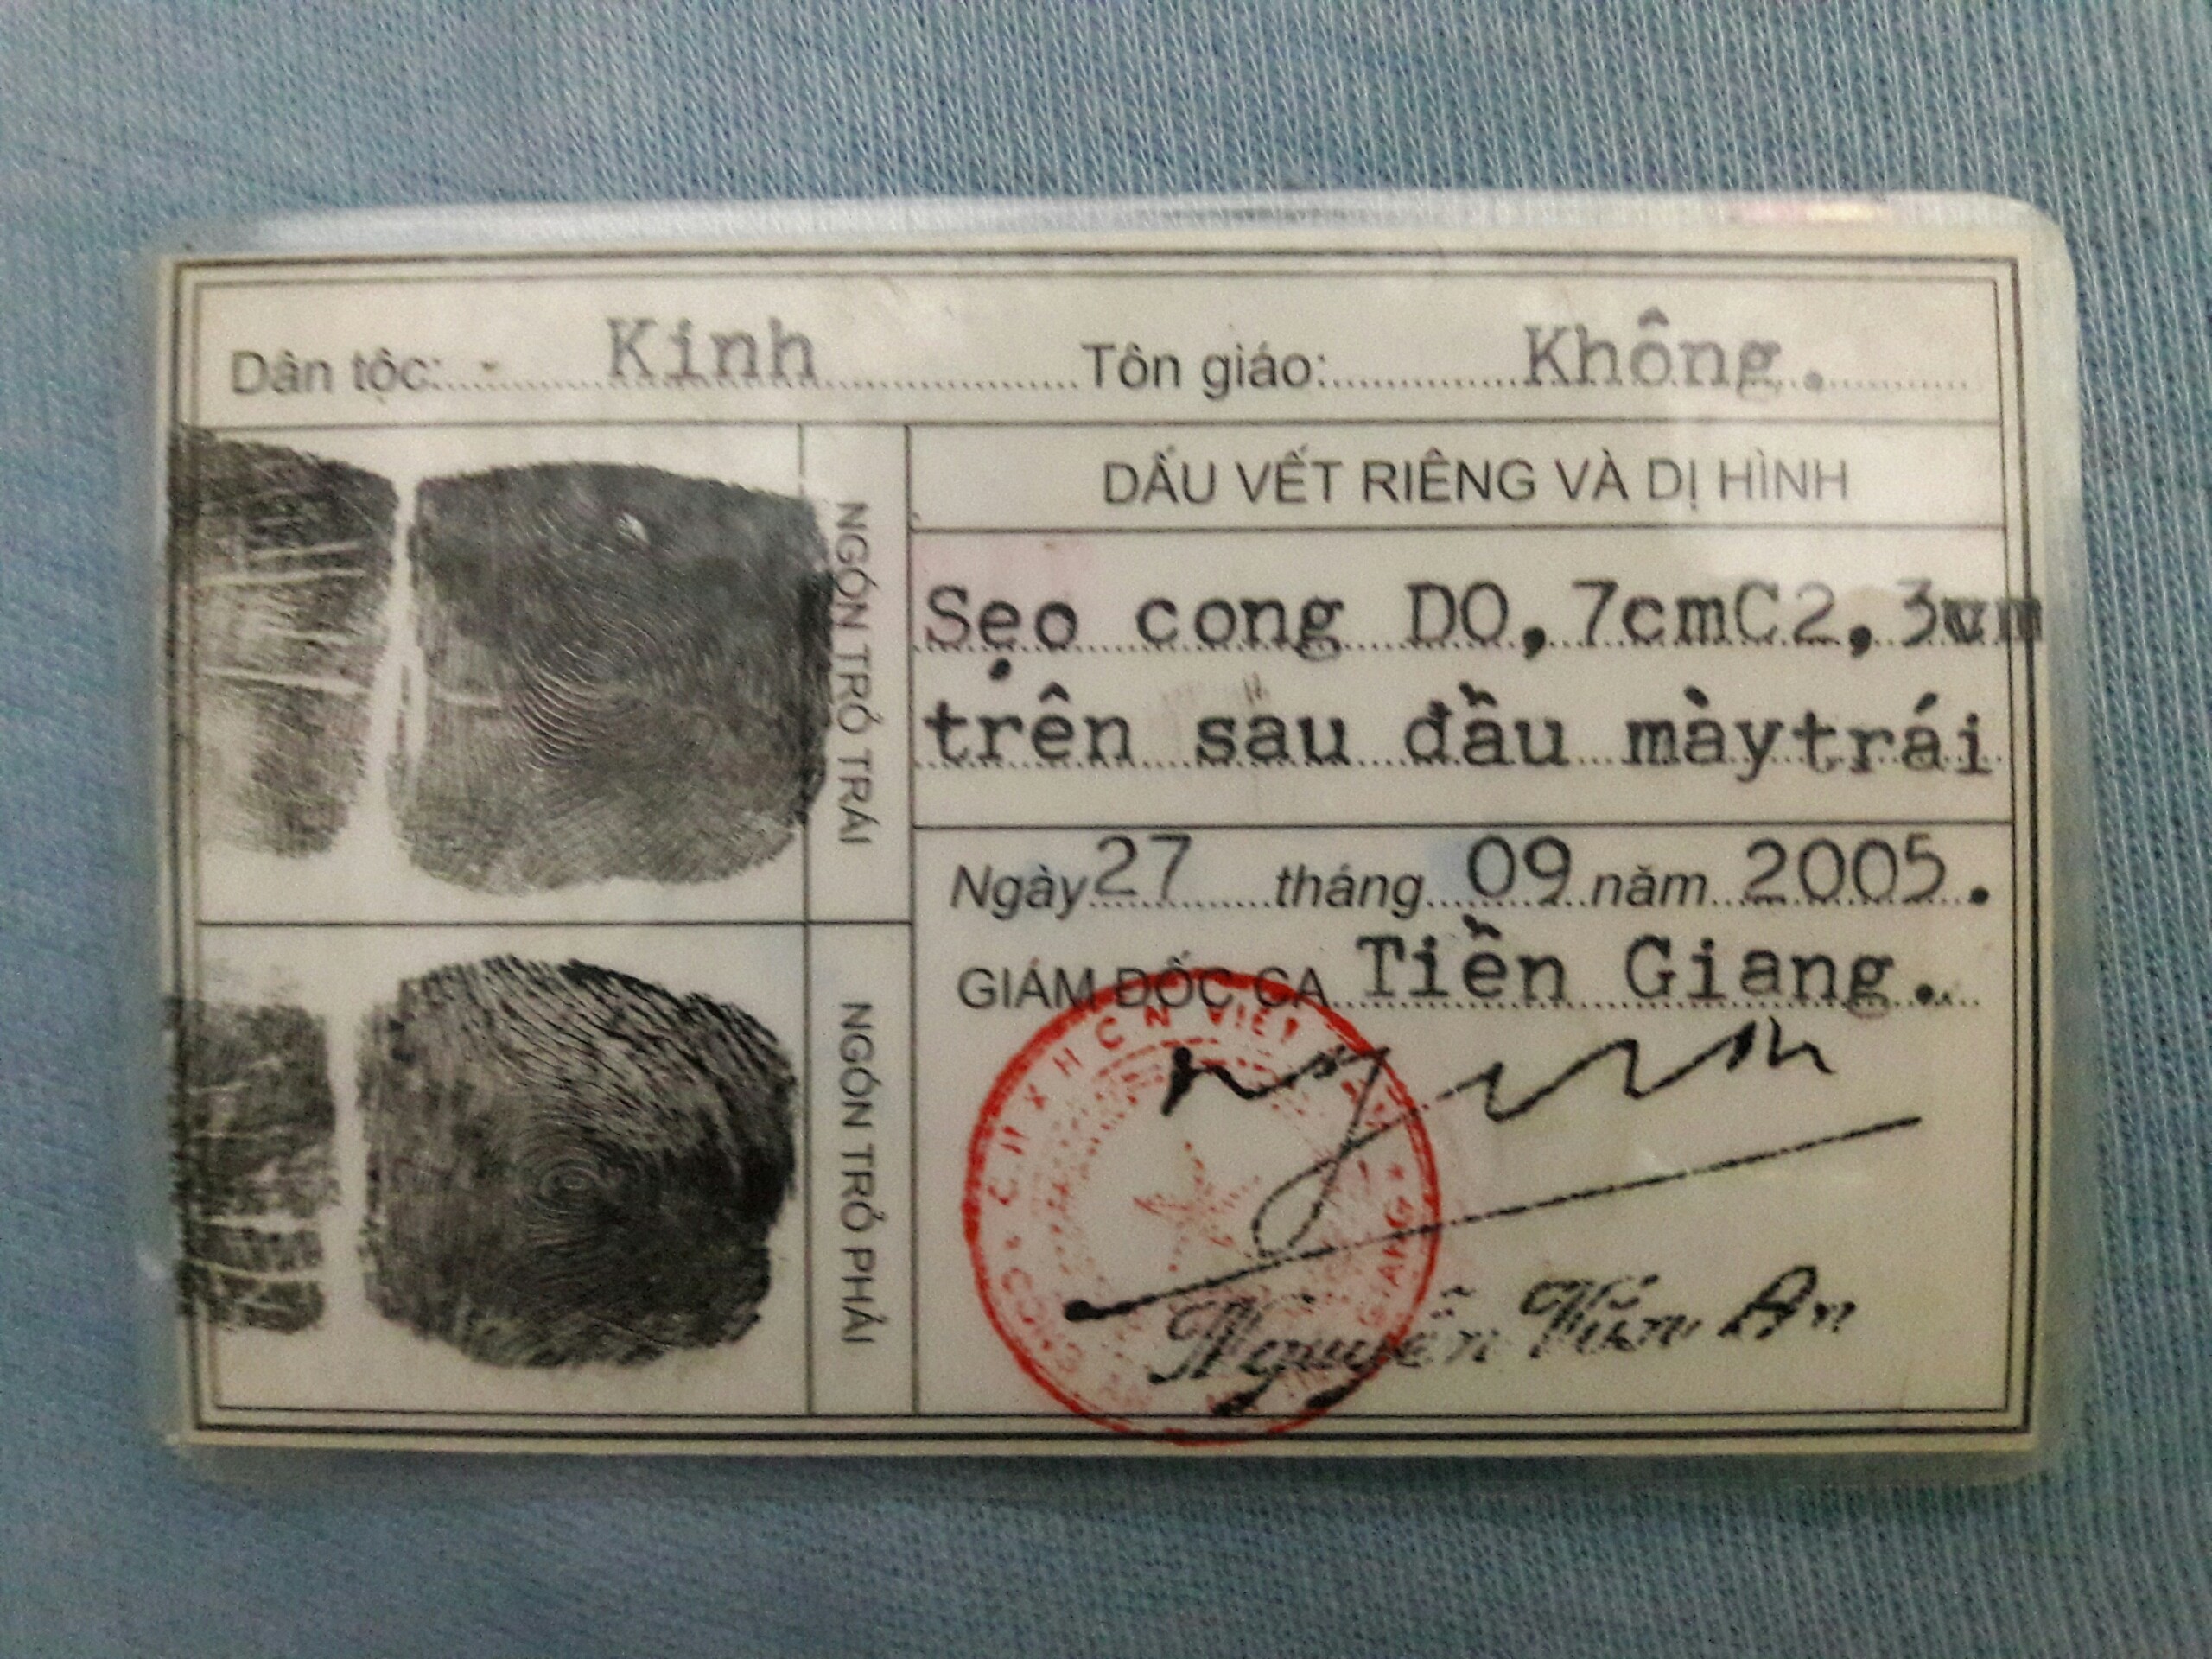 Dân tộc: Kinh Tôn giáo: Không.
NGÓN TRỎ TRÁI
NGÓN TRỎ PHẢI
DẤU VẾT RIÊNG VÀ DỊ HÌNH
Sẹo cong D0,7cmC2,3cm
trên sau đầu màytrái
Ngày 27 tháng 09 năm 2005.
GIÁM ĐỐC CA Tiền Giang.
C.H.X.H.C.N VIỆT
GIANG
Nguyễn Văn An